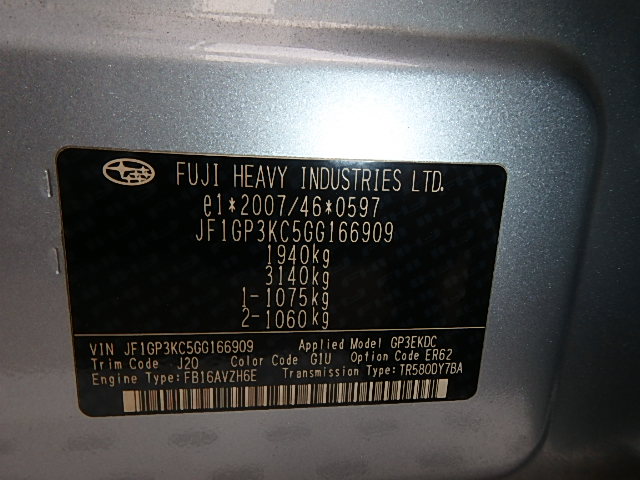 FUJI HEAVY INDUSTRIES LTD.
e1*2007/46*0597
JF1GP3KC5GG166909
1940kg
3140kg
1-1075kg
2-1060kg
VIN JF1GP3KC5GG166909 Applied Model GP3EKDC
Trim Code J20 Color Code G1U Option Code ER62
Engine Type:FB16AVZH6E Transmission Type:TR580DY7BA